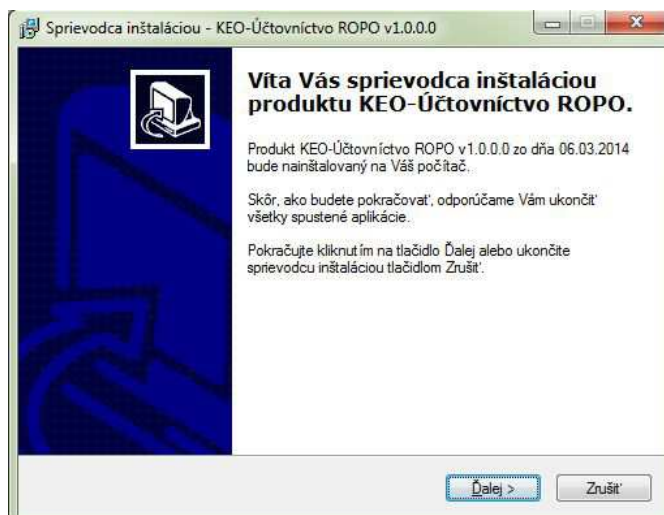 Sprievodca inštaláciou - KEO-Účtovníctvo ROPO v1.0.0.0
Víta Vás sprievodca inštaláciou
produktu KEO-Účtovníctvo ROPO.
Produkt KEO-Účtovníctvo ROPO v1.0.0.0 zo dňa 06.03.2014
bude nainštalovaný na Váš počítač.
Skôr, ako budete pokračovať, odporúčame Vám ukončiť
všetky spustené aplikácie.
Pokračujte kliknutím na tlačidlo Ďalej alebo ukončite
sprievodcu inštaláciou tlačidlom Zrušiť.
Ďalej >
Zrušiť